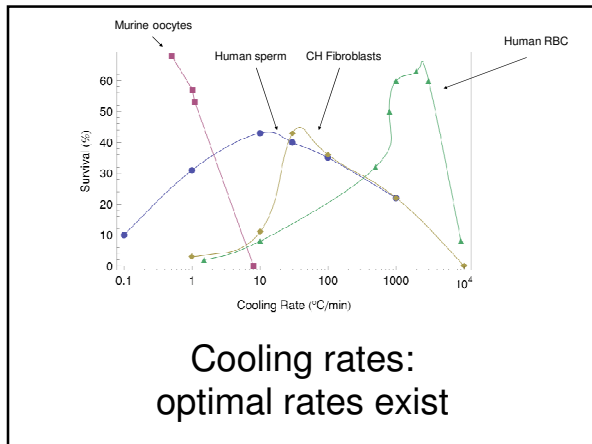 Murine oocytes
Human sperm
CH Fibroblasts
Human RBC
60
50
40
30
20
10
0
Survival (%)
0.1 1 10 100 1000 10⁴
Cooling Rate (°C/min)
Cooling rates:
optimal rates exist